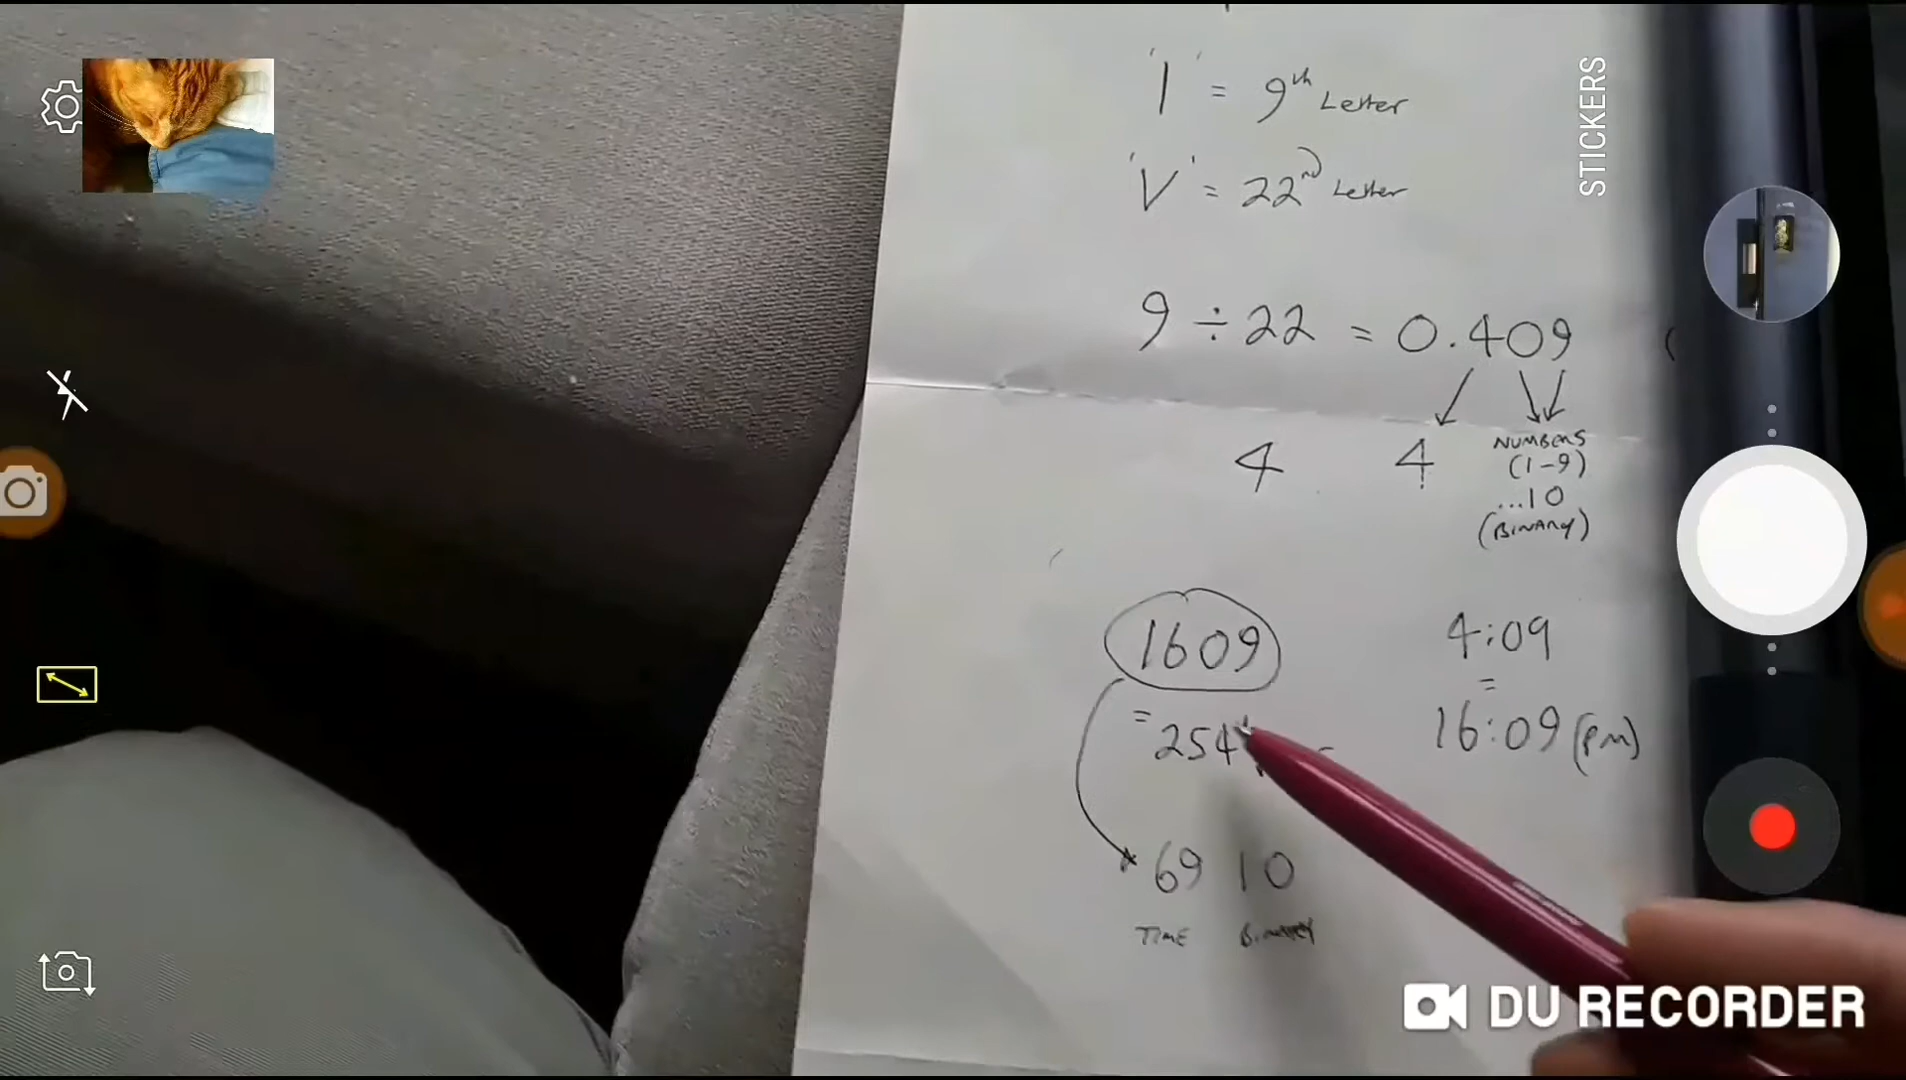 'I' = 9th Letter
'V' = 22nd Letter
STICKERS
9 ÷ 22 = 0.409
4 4 NUMBERS
(1-9)
...10
(BINARY)
1609
= 254
4:09
=
16:09 (pm)
69 10
TIME BINARY
DU RECORDER